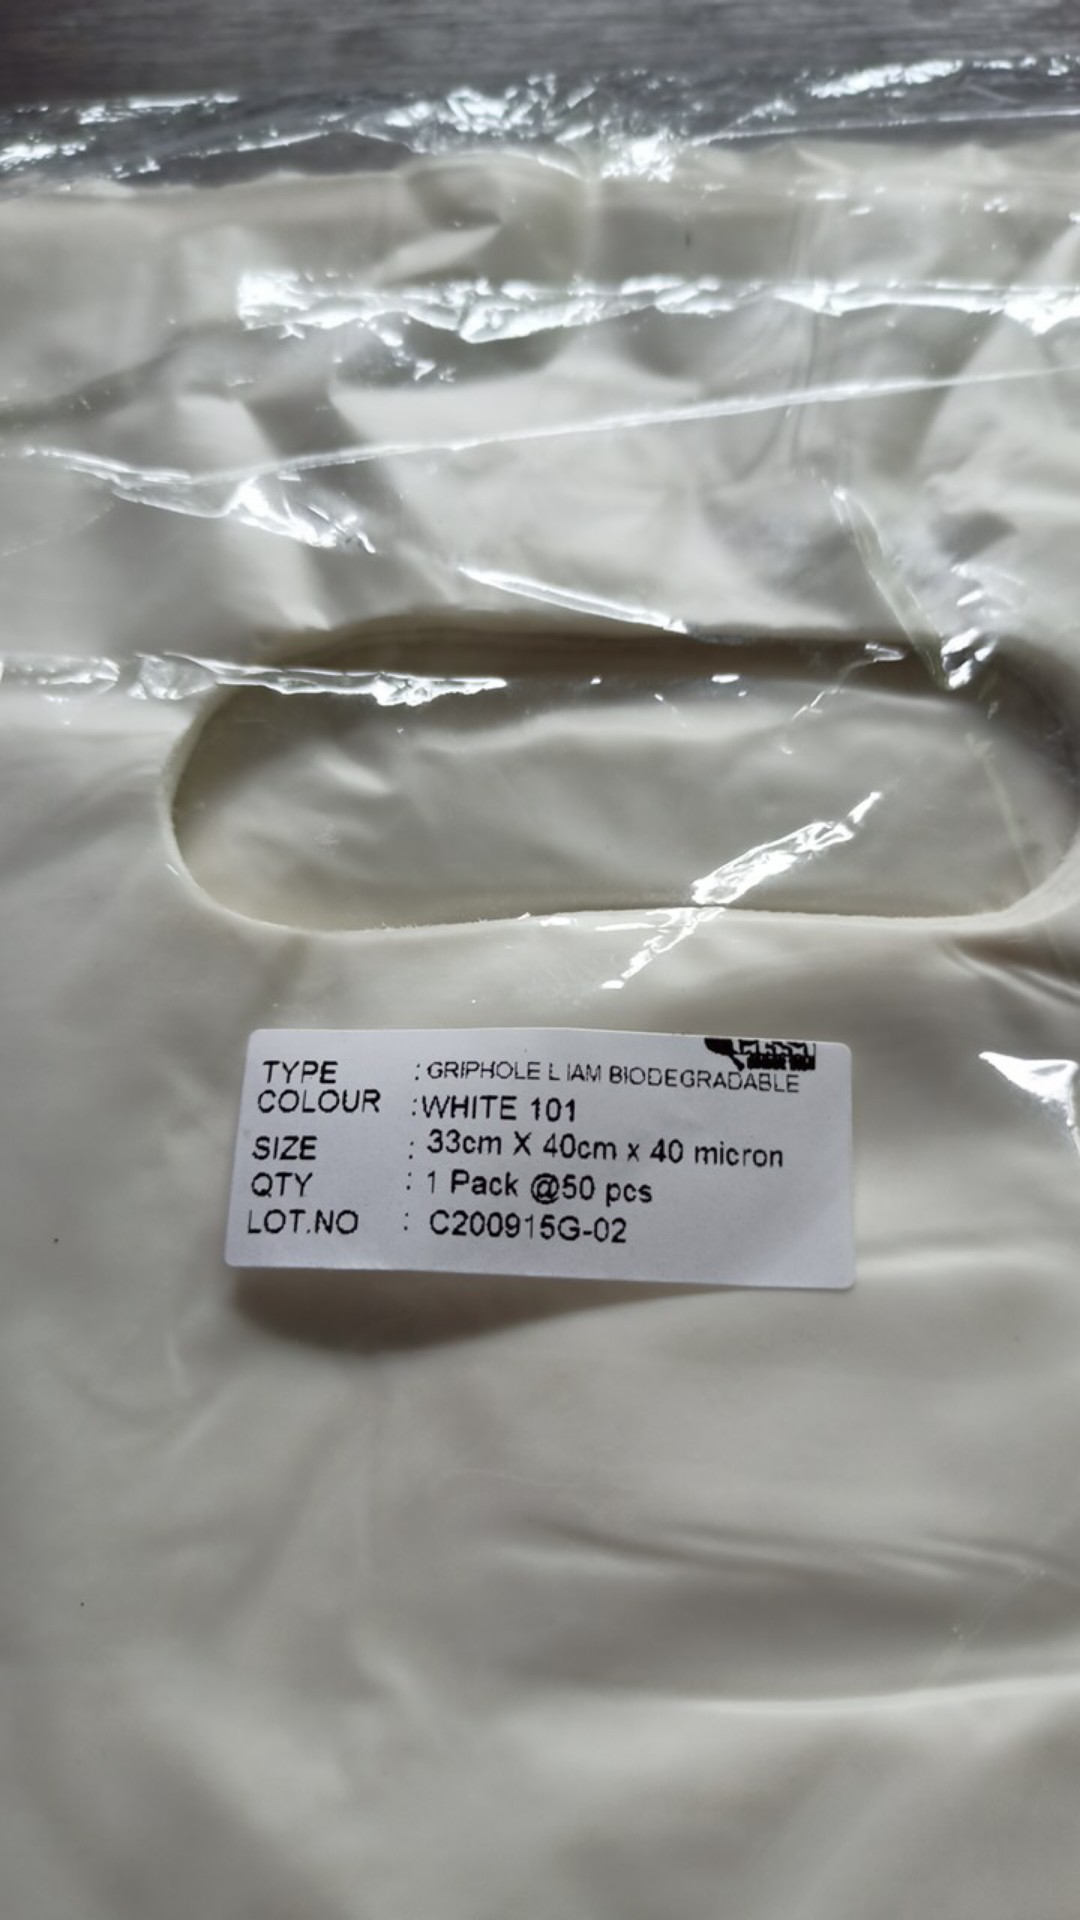 TYPE : GRIPHOLE LIAM BIODEGRADABLE
COLOUR : WHITE 101
SIZE : 33cm X 40cm x 40 micron
QTY : 1 Pack @50 pcs
LOT.NO : C200915G-02